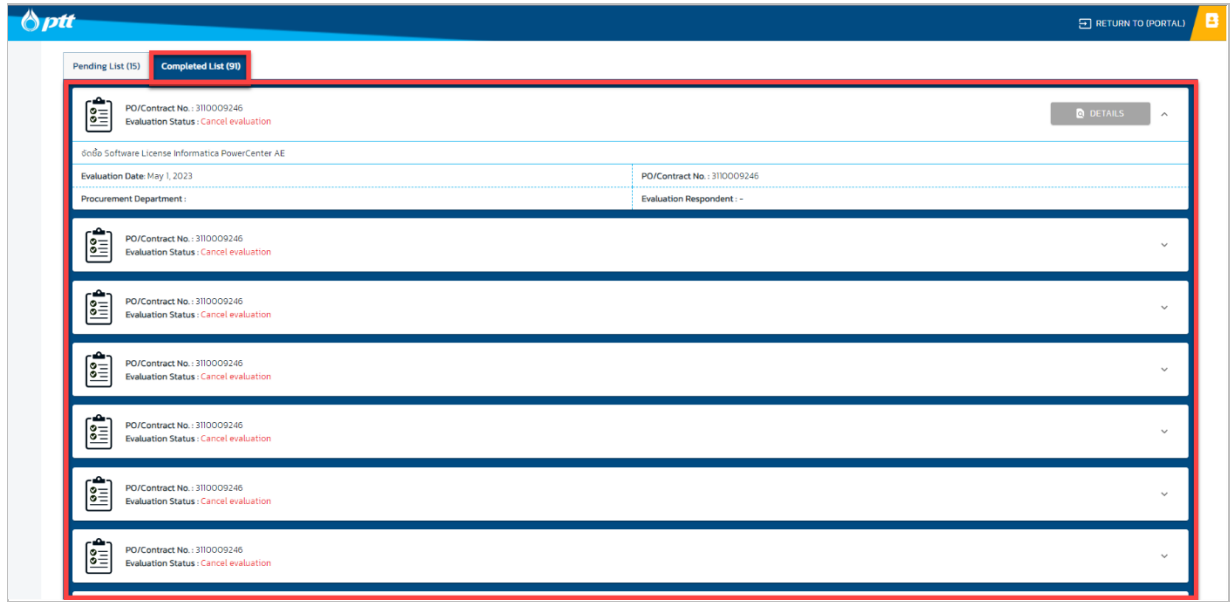 ptt
RETURN TO (PORTAL)
Pending List (15)
Completed List (91)
PO/Contract No. : 3110009246
Evaluation Status : Cancel evaluation
DETAILS
จัดซื้อ Software License Informatica PowerCenter AE
Evaluation Date: May 1, 2023
PO/Contract No. : 3110009246
Procurement Department :
Evaluation Respondent : -
PO/Contract No. : 3110009246
Evaluation Status : Cancel evaluation
PO/Contract No. : 3110009246
Evaluation Status : Cancel evaluation
PO/Contract No. : 3110009246
Evaluation Status : Cancel evaluation
PO/Contract No. : 3110009246
Evaluation Status : Cancel evaluation
PO/Contract No. : 3110009246
Evaluation Status : Cancel evaluation
PO/Contract No. : 3110009246
Evaluation Status : Cancel evaluation